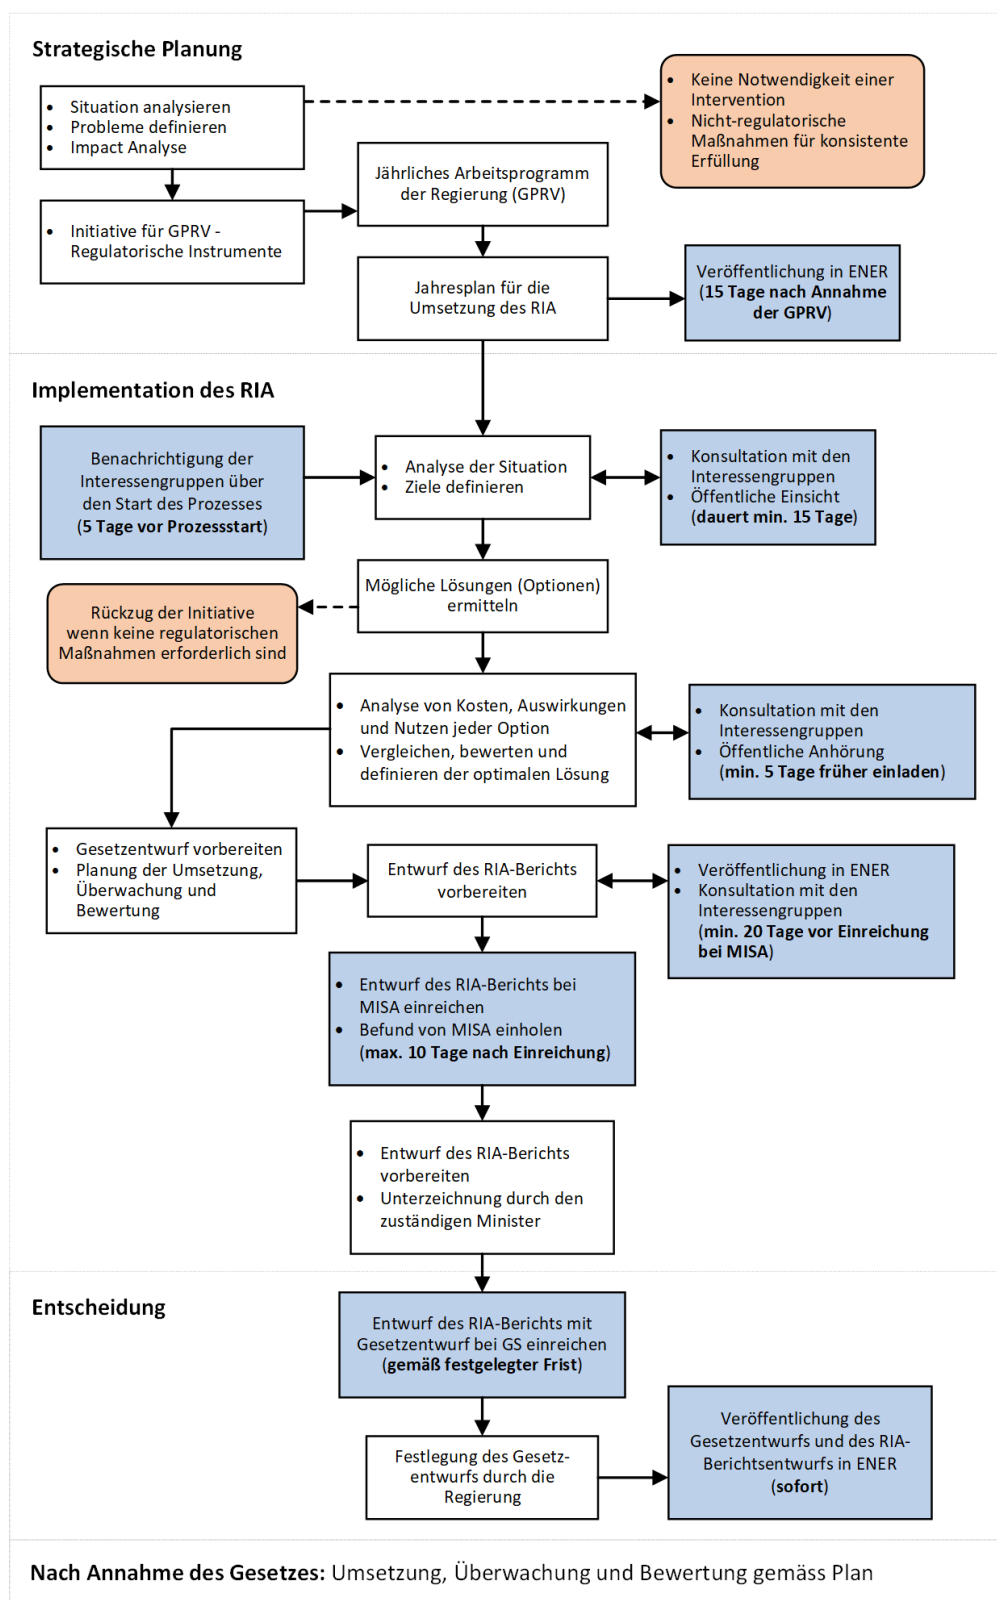 Strategische Planung
• Situation analysieren
• Probleme definieren
• Impact Analyse
• Keine Notwendigkeit einer
Intervention
• Nicht-regulatorische
Maßnahmen für konsistente
Erfüllung
Jährliches Arbeitsprogramm
der Regierung (GPRV)
• Initiative für GPRV -
Regulatorische Instrumente
Jahresplan für die
Umsetzung des RIA
Veröffentlichung in ENER
(15 Tage nach Annahme
der GPRV)
Implementation des RIA
Benachrichtigung der
Interessengruppen über
den Start des Prozesses
(5 Tage vor Prozessstart)
• Analyse der Situation
• Ziele definieren
• Konsultation mit den
Interessengruppen
• Öffentliche Einsicht
(dauert min. 15 Tage)
Mögliche Lösungen (Optionen)
ermitteln
Rückzug der Initiative
wenn keine regulatorischen
Maßnahmen erforderlich sind
• Analyse von Kosten, Auswirkungen
und Nutzen jeder Option
• Vergleichen, bewerten und
definieren der optimalen Lösung
• Konsultation mit den
Interessengruppen
• Öffentliche Anhörung
(min. 5 Tage früher einladen)
• Gesetzentwurf vorbereiten
• Planung der Umsetzung,
Überwachung und
Bewertung
Entwurf des RIA-Berichts
vorbereiten
• Veröffentlichung in ENER
• Konsultation mit den
Interessengruppen
(min. 20 Tage vor Einreichung
bei MISA)
• Entwurf des RIA-Berichts bei
MISA einreichen
• Befund von MISA einholen
(max. 10 Tage nach Einreichung)
• Entwurf des RIA-Berichts
vorbereiten
• Unterzeichnung durch den
zuständigen Minister
Entscheidung
Entwurf des RIA-Berichts mit
Gesetzentwurf bei GS einreichen
(gemäß festgelegter Frist)
Festlegung des Gesetz-
entwurfs durch die
Regierung
Veröffentlichung des
Gesetzentwurfs und des RIA-
Berichtsentwurfs in ENER
(sofort)
Nach Annahme des Gesetzes: Umsetzung, Überwachung und Bewertung gemäss Plan